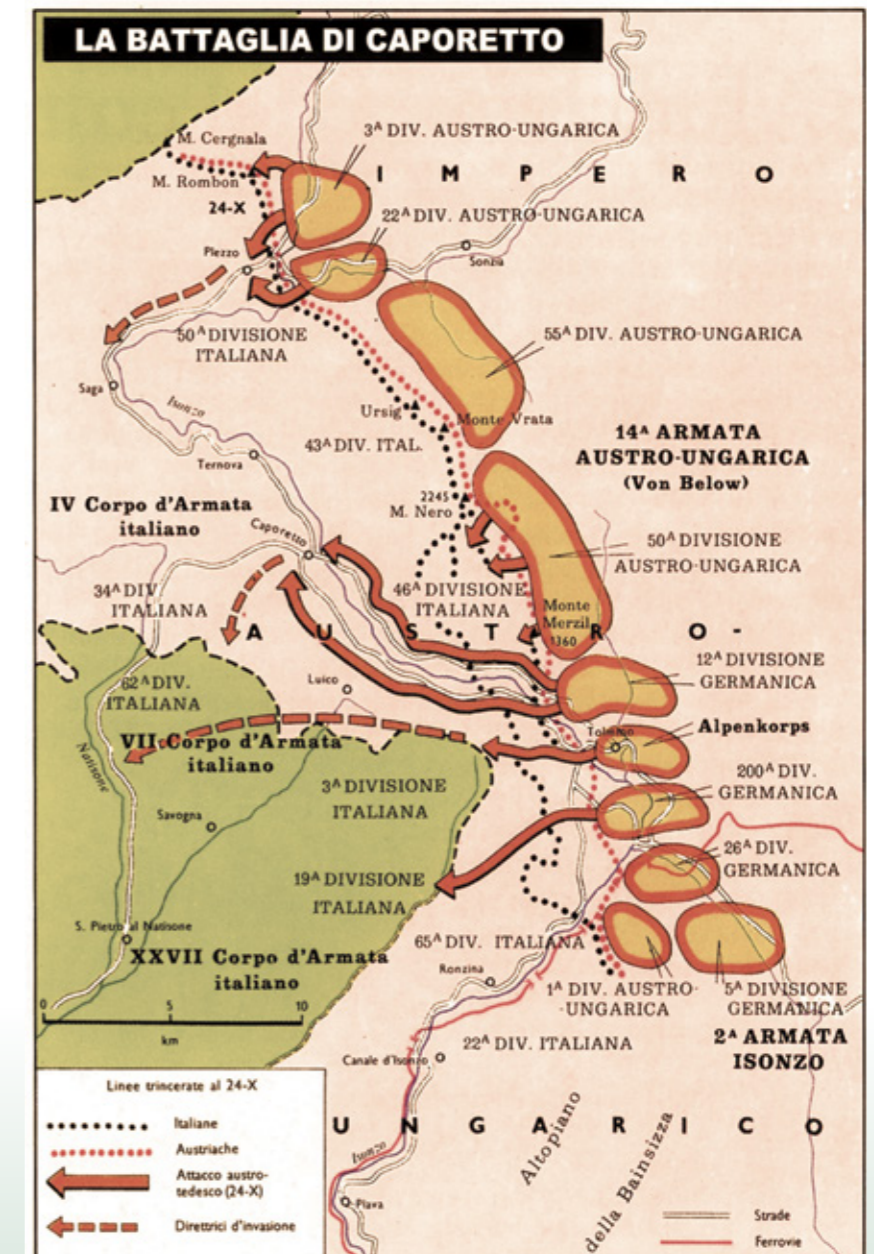 LA BATTAGLIA DI CAPORETTO
3ᴬ DIV. AUSTRO-UNGARICA
M. Cergnala
I M P E R O
M. Rombon
24-X
22ᴬ DIV. AUSTRO-UNGARICA
Plezzo
Sonzia
50ᴬ DIVISIONE
ITALIANA
55ᴬ DIV. AUSTRO-UNGARICA
Saga
Isonzo
Ursig
Monte Vrata
43ᴬ DIV. ITAL.
14ᴬ ARMATA
AUSTRO-UNGARICA
(Von Below)
Ternova
2245
M. Nero
IV Corpo d'Armata
italiano
Caporetto
50ᴬ DIVISIONE
AUSTRO-UNGARICA
34ᴬ DIV.
ITALIANA
46ᴬ DIVISIONE
ITALIANA
Monte
Merzil
1360
A U S T R O -
12ᴬ DIVISIONE
GERMANICA
Luico
62ᴬ DIV.
ITALIANA
Tolmino
Alpenkorps
VII Corpo d'Armata
italiano
Natisone
200ᴬ DIV.
GERMANICA
3ᴬ DIVISIONE
ITALIANA
Savogna
26ᴬ DIV.
GERMANICA
19ᴬ DIVISIONE
ITALIANA
S. Pietro al Natisone
65ᴬ DIV. ITALIANA
XXVII Corpo d'Armata
italiano
Ronzina
1ᴬ DIV. AUSTRO-
-UNGARICA
5ᴬ DIVISIONE
GERMANICA
0 5 10
km
22ᴬ DIV. ITALIANA
2ᴬ ARMATA
ISONZO
Canale d'Isonzo
Linee trincerate al 24-X
Italiane
U N G A R I C O
Austriache
Altopiano
della Bainsizza
Isonzo
Attacco austro-
tedesco (24-X)
Plava
Direttrici d'invasione
Strade
Ferrovie